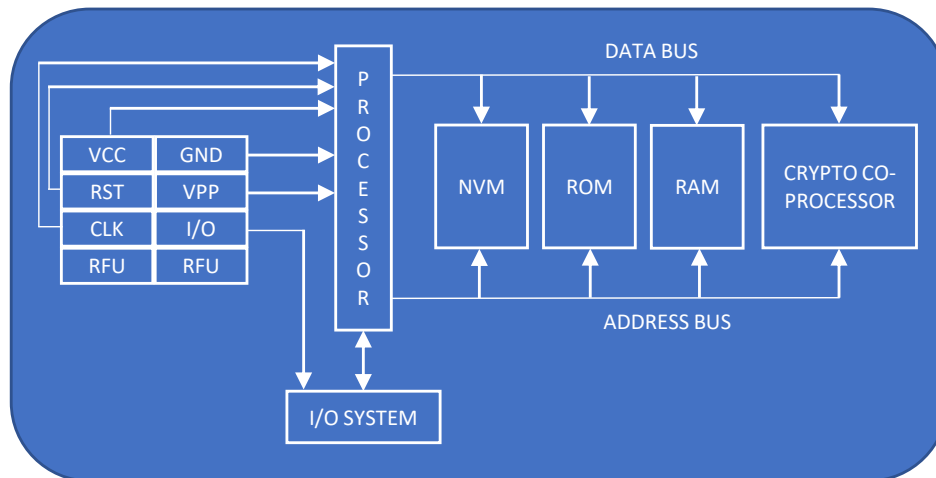 DATA BUS
P
R
O
C
E
S
S
O
R
VCC GND
RST VPP
CLK I/O
RFU RFU
NVM
ROM
RAM
CRYPTO CO-
PROCESSOR
ADDRESS BUS
I/O SYSTEM